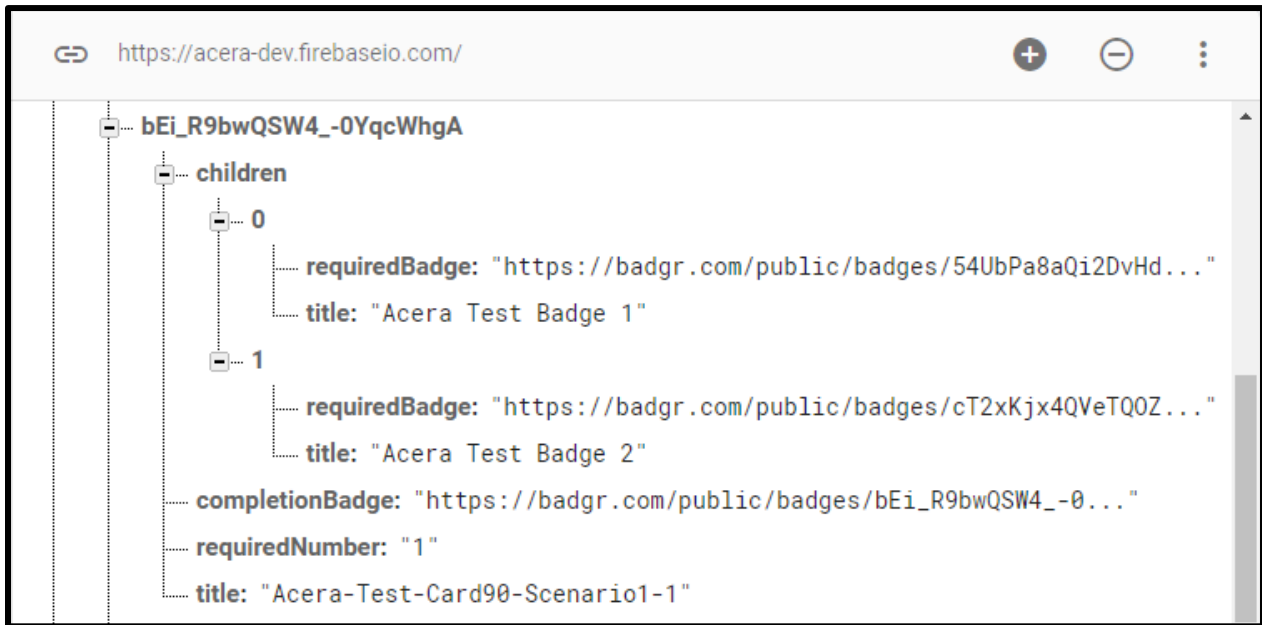 https://acera-dev.firebaseio.com/
bEi_R9bwQSW4_-0YqcWhgA
children
0
requiredBadge: "https://badgr.com/public/badges/54UbPa8aQi2DvHd..."
title: "Acera Test Badge 1"
1
requiredBadge: "https://badgr.com/public/badges/cT2xKjx4QVeTQOZ..."
title: "Acera Test Badge 2"
completionBadge: "https://badgr.com/public/badges/bEi_R9bwQSW4_-0..."
requiredNumber: "1"
title: "Acera-Test-Card90-Scenario1-1"